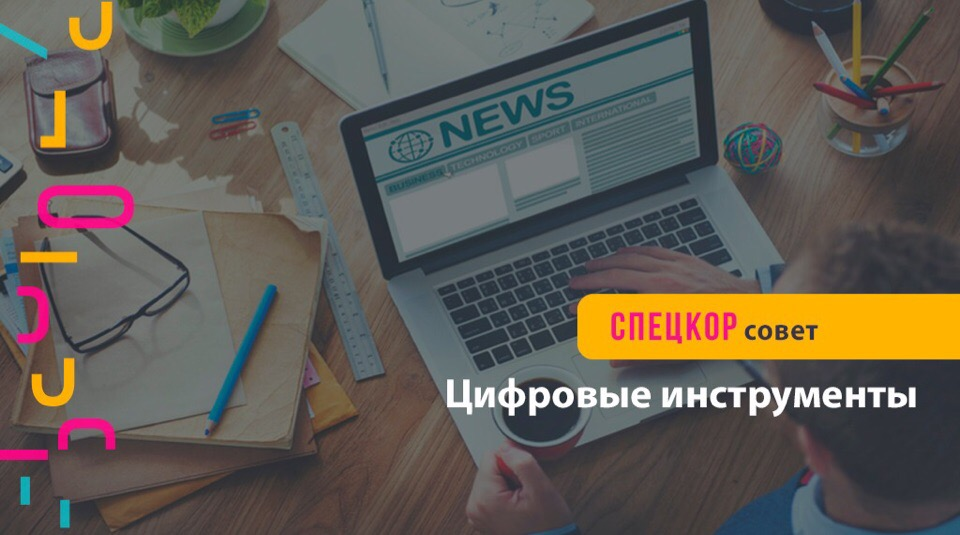 NEWS
BUSINESS TECHNOLOGY SPORT INTERNATIONAL
СПЕЦКОР совет
Цифровые инструменты